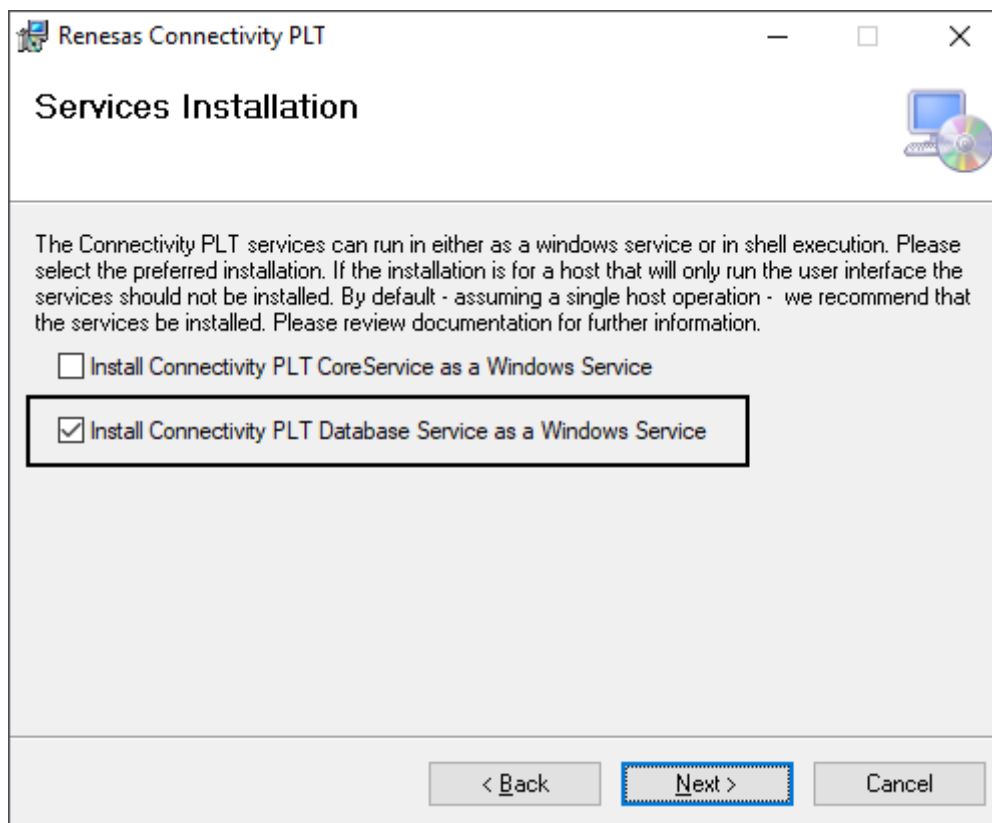 Renesas Connectivity PLT
Services Installation
The Connectivity PLT services can run in either as a windows service or in shell execution. Please
select the preferred installation. If the installation is for a host that will only run the user interface the
services should not be installed. By default - assuming a single host operation -  we recommend that
the services be installed. Please review documentation for further information.
Install Connectivity PLT CoreService as a Windows Service
Install Connectivity PLT Database Service as a Windows Service
< Back
Next >
Cancel